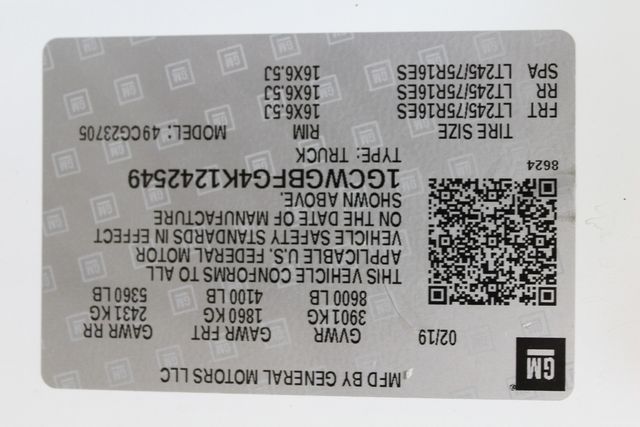 GM
MFD BY GENERAL MOTORS LLC
02/19
GVWR GAWR FRT GAWR RR
3901 KG 1860 KG 2431 KG
8600 LB 4100 LB 5360 LB
THIS VEHICLE CONFORMS TO ALL
APPLICABLE U.S. FEDERAL MOTOR
VEHICLE SAFETY STANDARDS IN EFFECT
ON THE DATE OF MANUFACTURE
SHOWN ABOVE.
1GCWGBFG4K1242549
8624
TYPE: TRUCK
MODEL: 49CG23705
TIRE SIZE RIM
FRT LT245/75R16ES 16X6.5J
RR LT245/75R16ES 16X6.5J
SPA LT245/75R16ES 16X6.5J